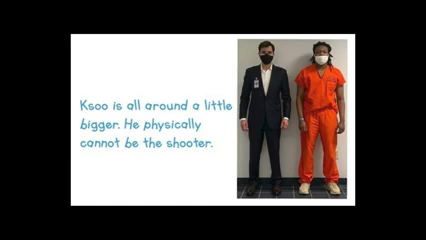 Ksoo is all around a little
bigger. He physically
cannot be the shooter.